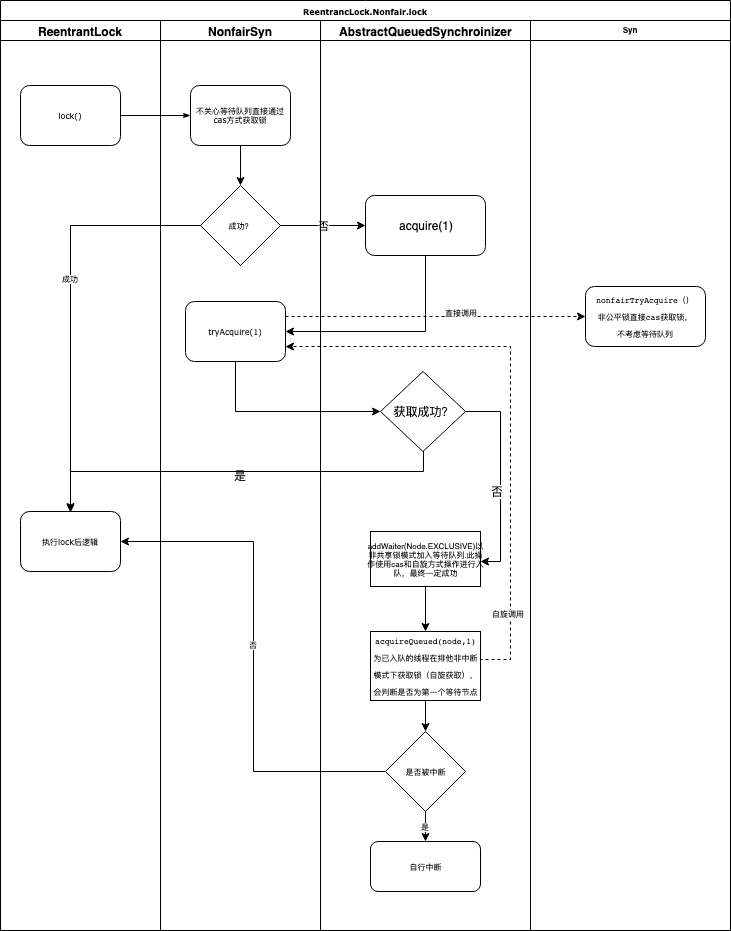 ReentrancLock.Nonfair.lock
ReentrantLock
NonfairSyn
AbstractQueuedSynchroinizer
Syn
lock()
不关心等待队列直接通过
cas方式获取锁
成功?
否
acquire(1)
成功
nonfairTryAcquire ()
非公平锁直接cas获取锁,
不考虑等待队列
直接调用
tryAcquire(1)
获取成功?
是
否
执行lock后逻辑
addWaiter(Node.EXCLUSIVE)以
非共享锁模式加入等待队列.此操
作使用cas和自旋方式操作进行入
队，最终一定成功
自旋调用
acquireQueued(node,1)
为已入队的线程在排他非中断
模式下获取锁（自旋获取）,
会判断是否为第一个等待节点
否
是否被中断
是
自行中断